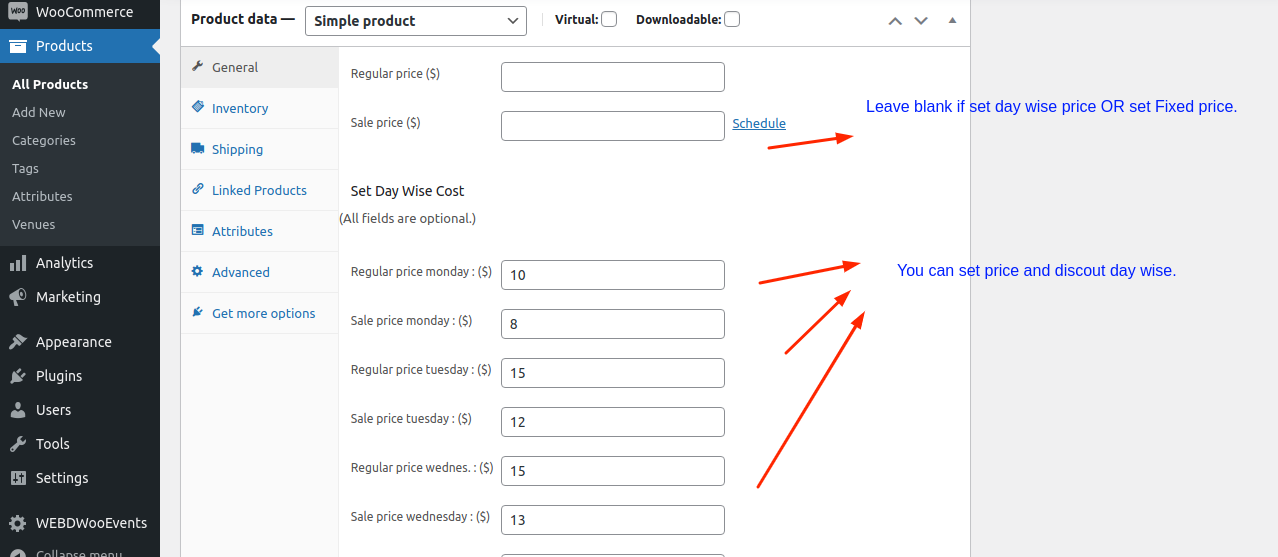 WooCommerce
Products
All Products
Add New
Categories
Tags
Attributes
Venues
Analytics
Marketing
Appearance
Plugins
Users
Tools
Settings
WEBDWooEvents
Collapse menu
Product data — Simple product Virtual: Downloadable:
General
Inventory
Shipping
Linked Products
Attributes
Advanced
Get more options
Regular price ($)
Sale price ($) Schedule
Leave blank if set day wise price OR set Fixed price.
Set Day Wise Cost
(All fields are optional.)
Regular price monday : ($) 10
You can set price and discout day wise.
Sale price monday : ($) 8
Regular price tuesday : ($) 15
Sale price tuesday : ($) 12
Regular price wednes. : ($) 15
Sale price wednesday : ($) 13